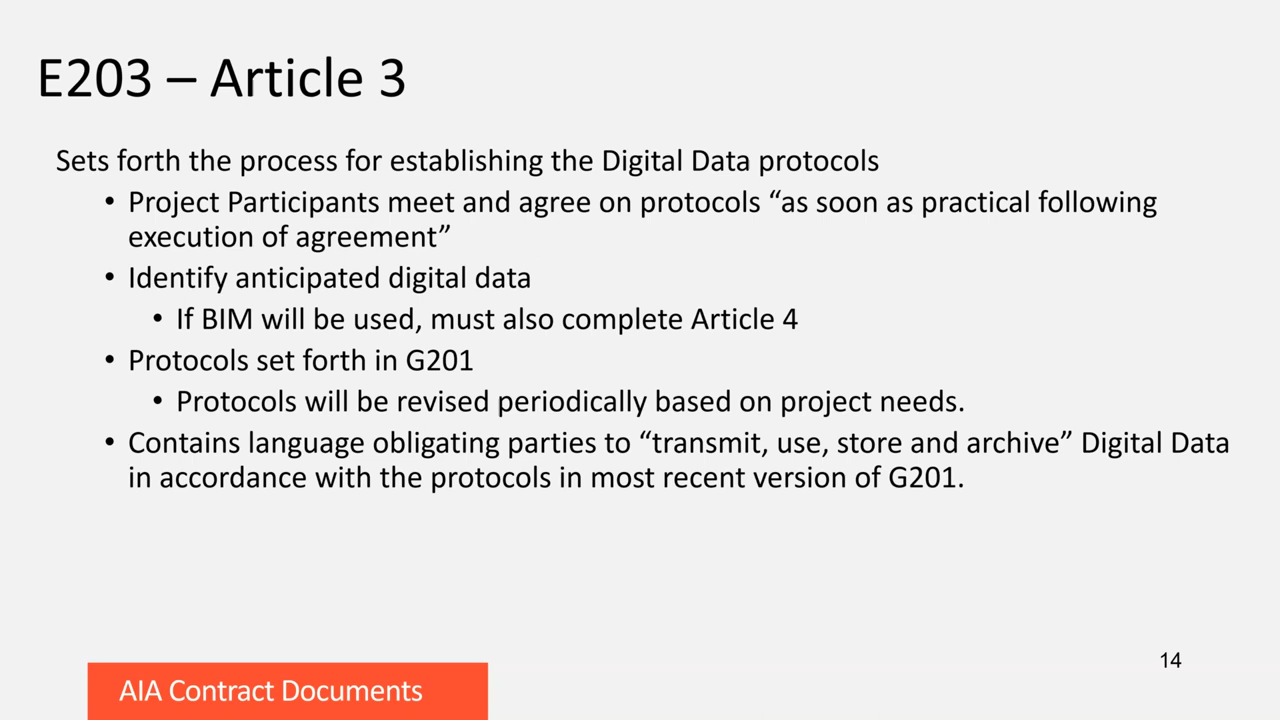 E203 – Article 3
Sets forth the process for establishing the Digital Data protocols
• Project Participants meet and agree on protocols “as soon as practical following
execution of agreement”
• Identify anticipated digital data
• If BIM will be used, must also complete Article 4
• Protocols set forth in G201
• Protocols will be revised periodically based on project needs.
• Contains language obligating parties to “transmit, use, store and archive” Digital Data
in accordance with the protocols in most recent version of G201.
14
AIA Contract Documents